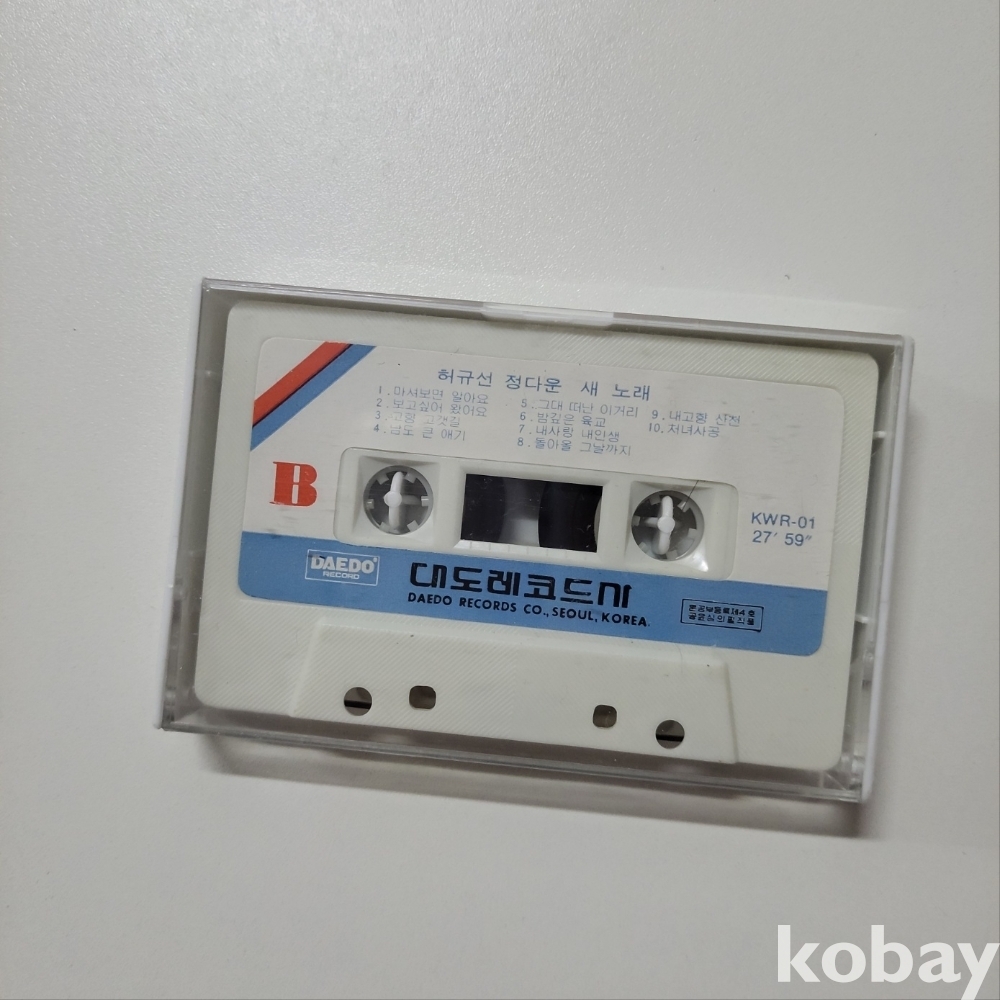 허규선 정다운 새 노래
1. 마셔보면 알아요
2. 보고싶어 왔어요
3. 고향 고갯길
4. 남도 큰 애기
5. 그대 떠난 이거리
6. 밤깊은 육교
7. 내사랑 내인생
8. 돌아올 그날까지
9. 내고향 산천
10. 처녀사공
B
KWR-01
27′ 59″
DAEDO
RECORD
대도레코드사
DAEDO RECORDS CO., SEOUL, KOREA.
kobay